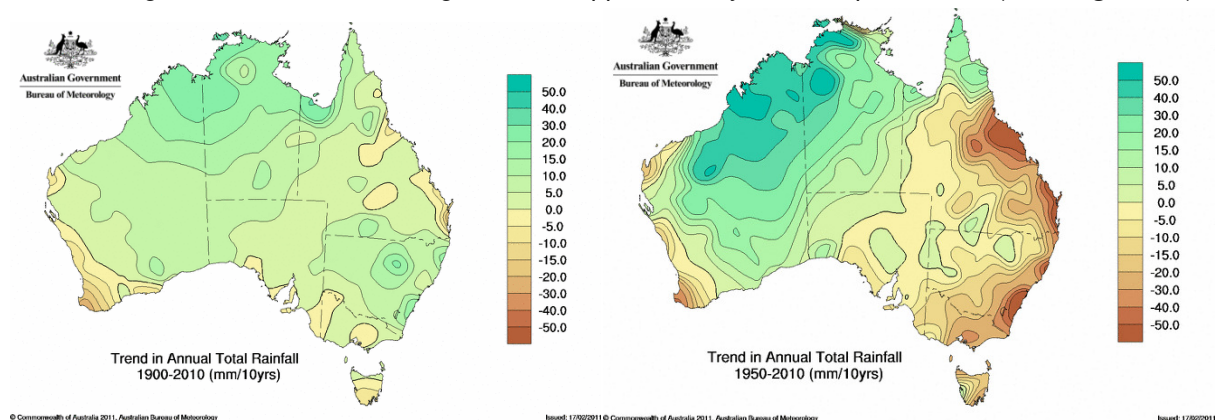 Australian Government
Bureau of Meteorology
50.0
40.0
30.0
20.0
15.0
10.0
5.0
0.0
-5.0
-10.0
-15.0
-20.0
-30.0
-40.0
-50.0
Trend in Annual Total Rainfall
1900-2010 (mm/10yrs)
© Commonwealth of Australia 2011, Australian Bureau of Meteorology
Issued: 17/02/2011
Australian Government
Bureau of Meteorology
50.0
40.0
30.0
20.0
15.0
10.0
5.0
0.0
-5.0
-10.0
-15.0
-20.0
-30.0
-40.0
-50.0
Trend in Annual Total Rainfall
1950-2010 (mm/10yrs)
© Commonwealth of Australia 2011, Australian Bureau of Meteorology
Issued: 17/02/2011